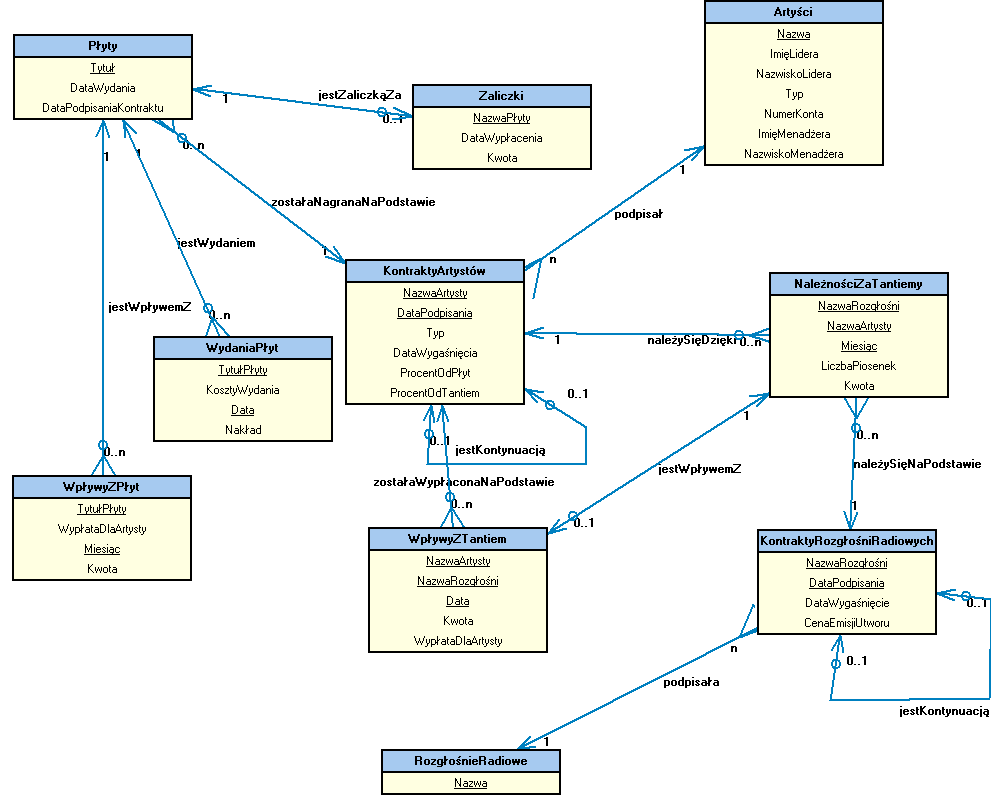 Artyści
Nazwa
ImięLidera
NazwiskoLidera
Typ
NumerKonta
ImięMenadżera
NazwiskoMenadżera
Płyty
Tytuł
DataWydania
DataPodpisaniaKontraktu
1
jestZaliczkąZa
0..1
Zaliczki
NazwaPłyty
DataWypłacenia
Kwota
1
1
0..n
zostałaNagranaNaPodstawie
1
1
podpisał
n
jestWydaniem
jestWpływemZ
0..n
0..n
KontraktyArtystów
NazwaArtysty
DataPodpisania
Typ
DataWygaśnięcia
ProcentOdPłyt
ProcentOdTantiem
1
należySięDzięki
0..n
NależnościZaTantiemy
NazwaRozgłośni
NazwaArtysty
Miesiąc
LiczbaPiosenek
Kwota
WydaniaPłyt
TytułPłyty
KosztyWydania
Data
Nakład
0..1
0..1
jestKontynuacją
1
jestWpływemZ
0..1
0..n
należySięNaPodstawie
1
zostałaWypłaconaNaPodstawie
0..n
WpływyZPłyt
TytułPłyty
WypłataDlaArtysty
Miesiąc
Kwota
WpływyZTantiem
NazwaArtysty
NazwaRozgłośni
Data
Kwota
WypłataDlaArtysty
KontraktyRozgłośniRadiowych
NazwaRozgłośni
DataPodpisania
DataWygaśnięcie
CenaEmisjiUtworu
0..1
0..1
jestKontynuacją
n
podpisała
1
RozgłośnieRadiowe
Nazwa